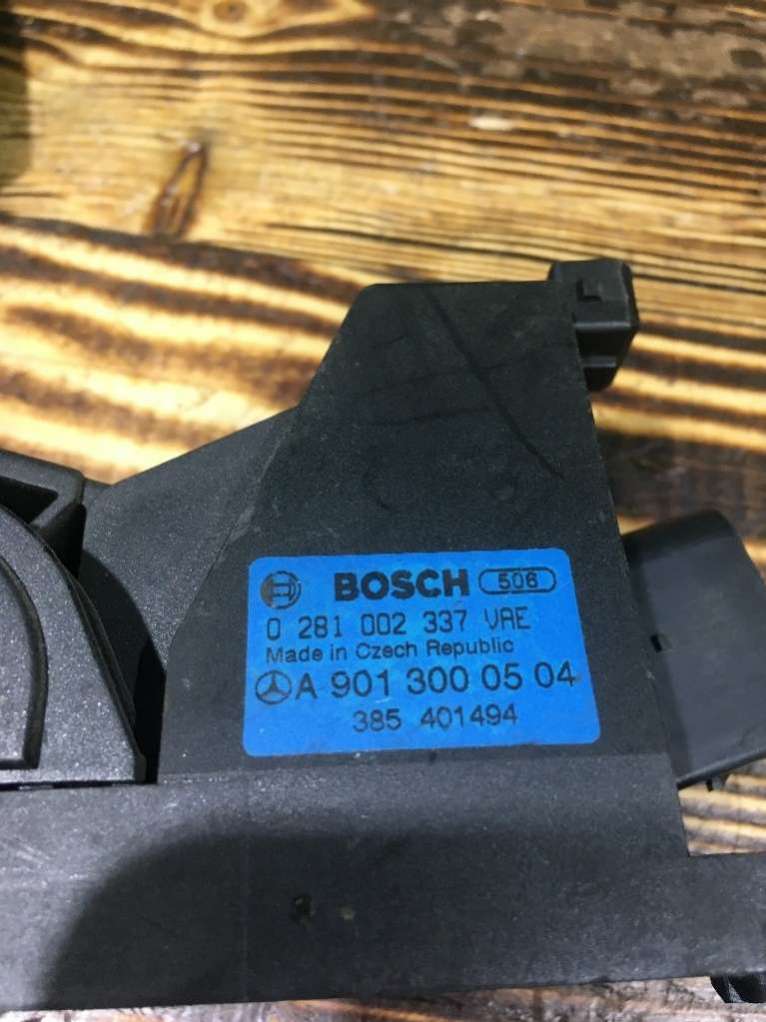 BOSCH 506
0 281 002 337 VAE
Made in Czech Republic
A 901 300 05 04
385 401494